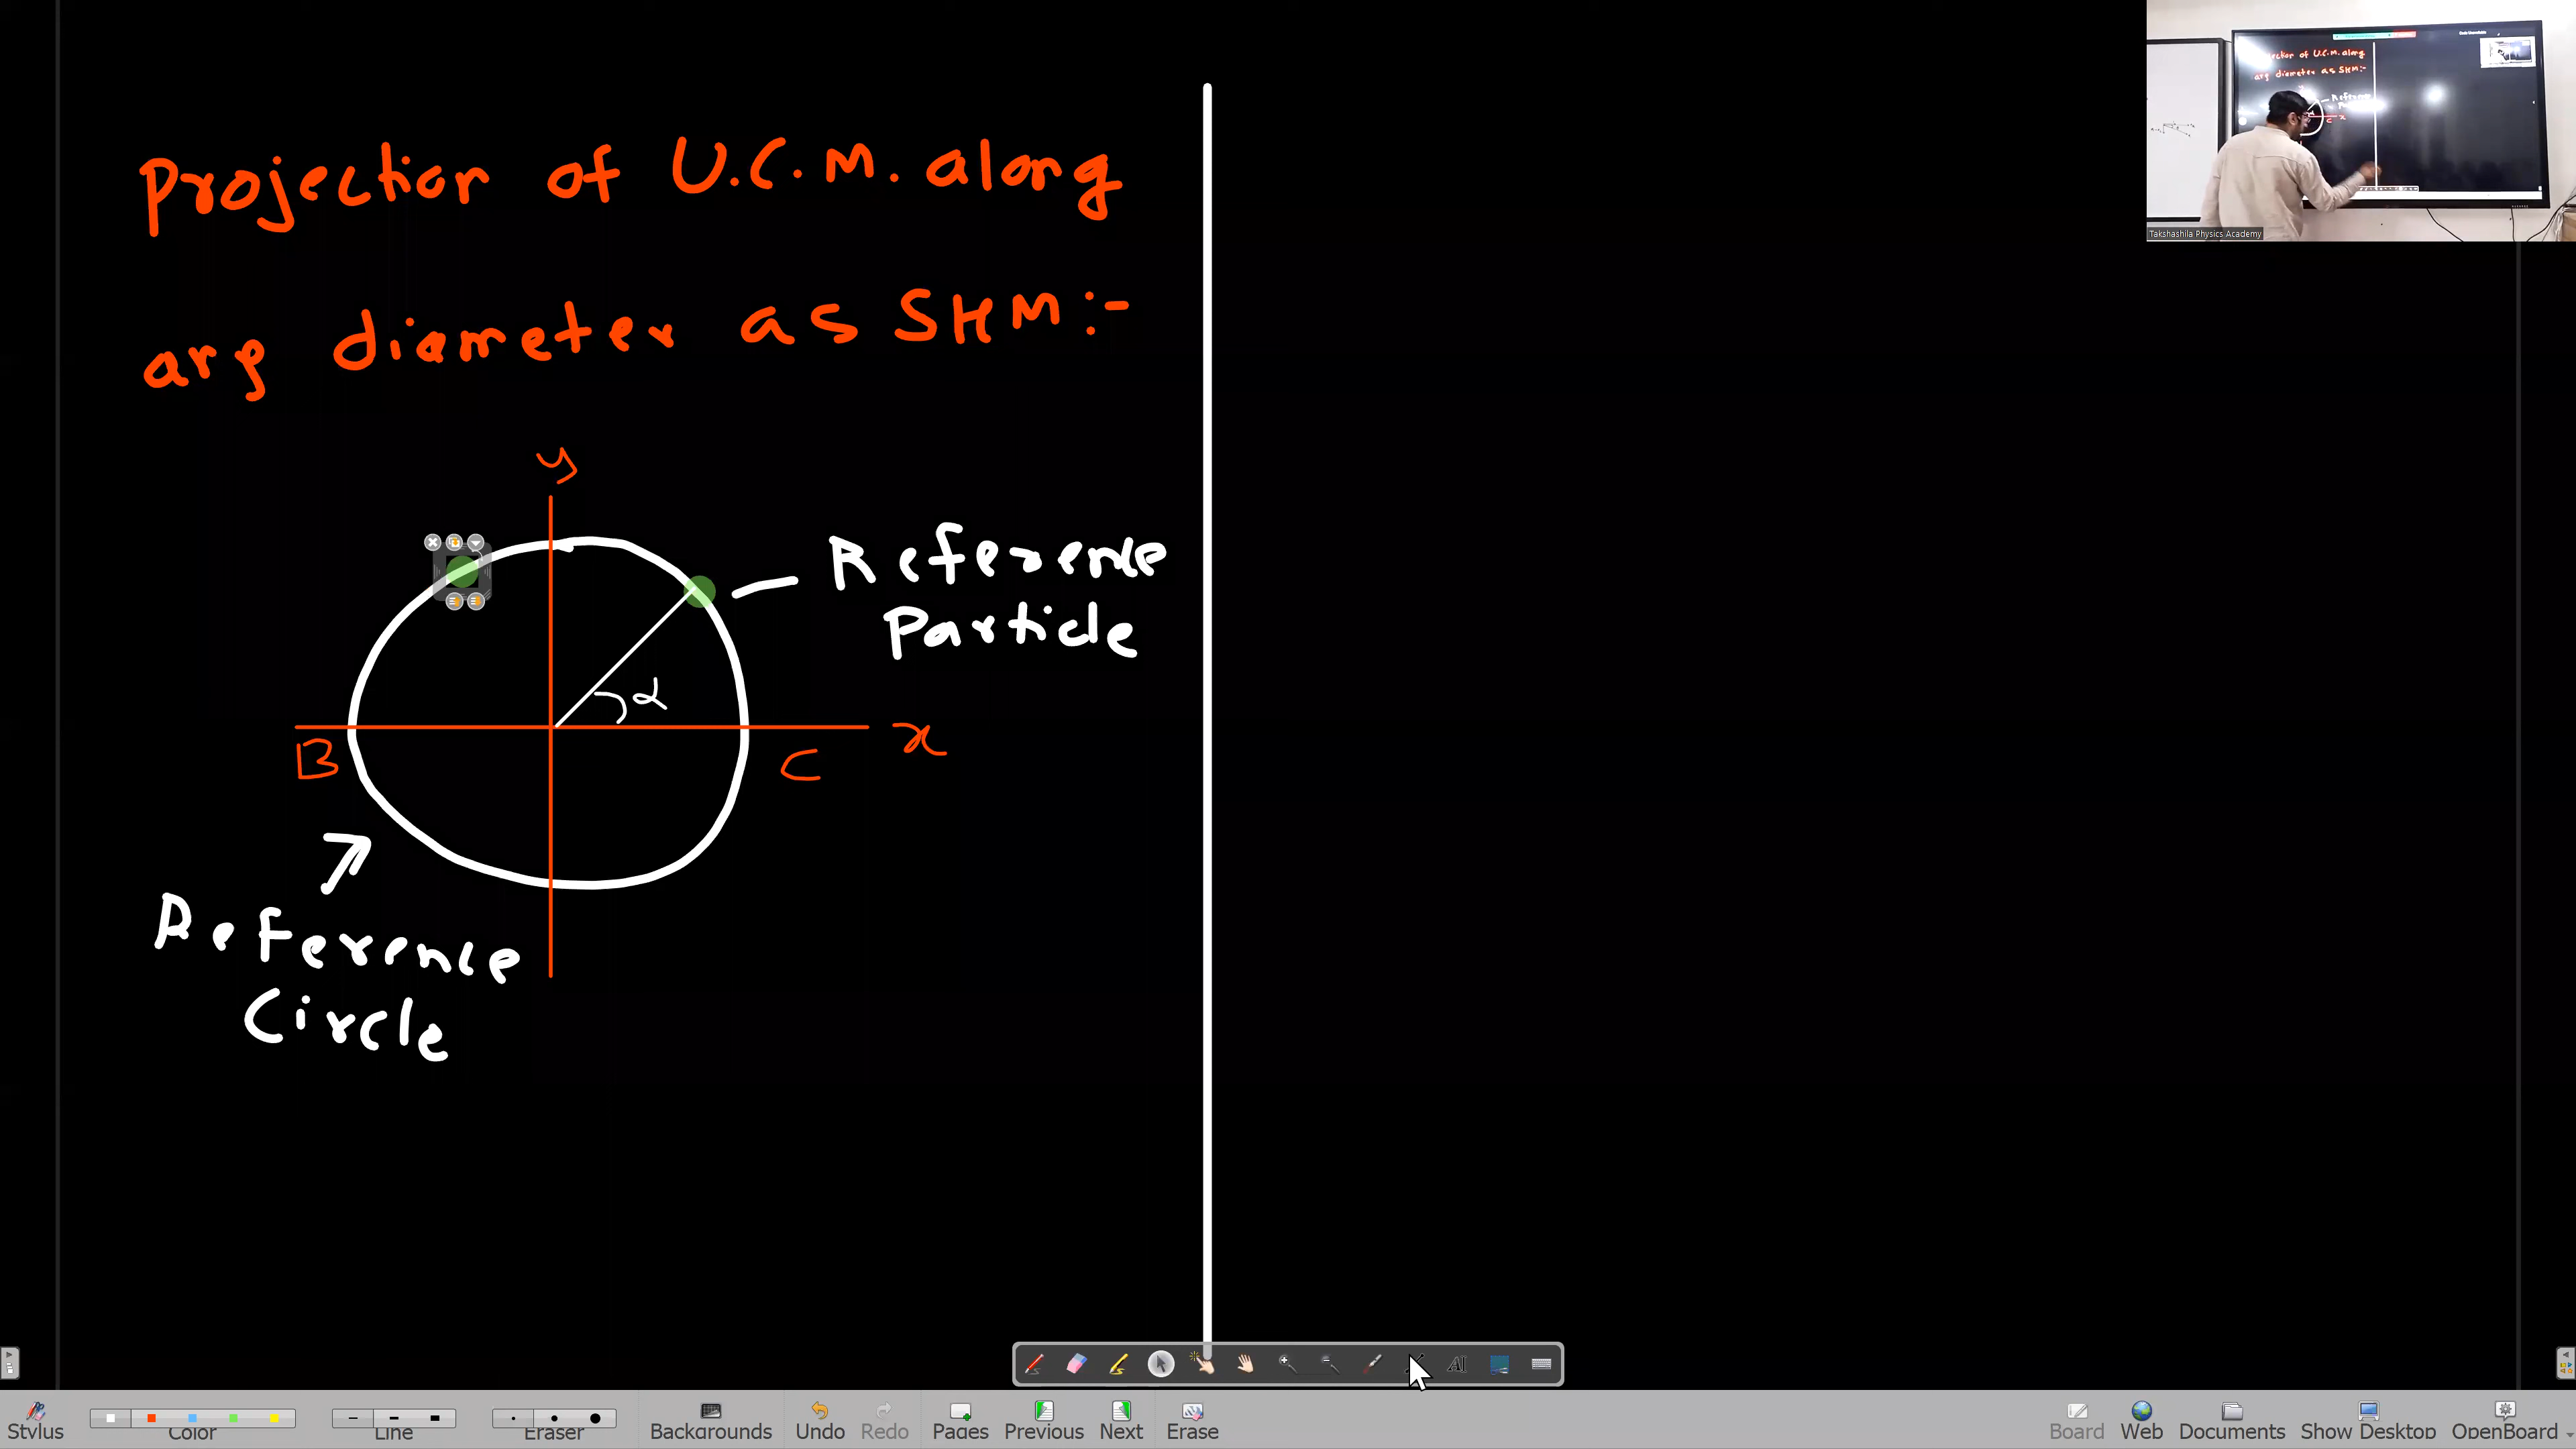 Projection of U.C.M. along
any diameter as SHM:-
y
Reference
Particle
α
B
C
x
Reference
Circle
Takshashila Physics Academy
Stylus
Color
Line
Eraser
Backgrounds
Undo
Redo
Pages
Previous
Next
Erase
Board
Web
Documents
Show Desktop
OpenBoard